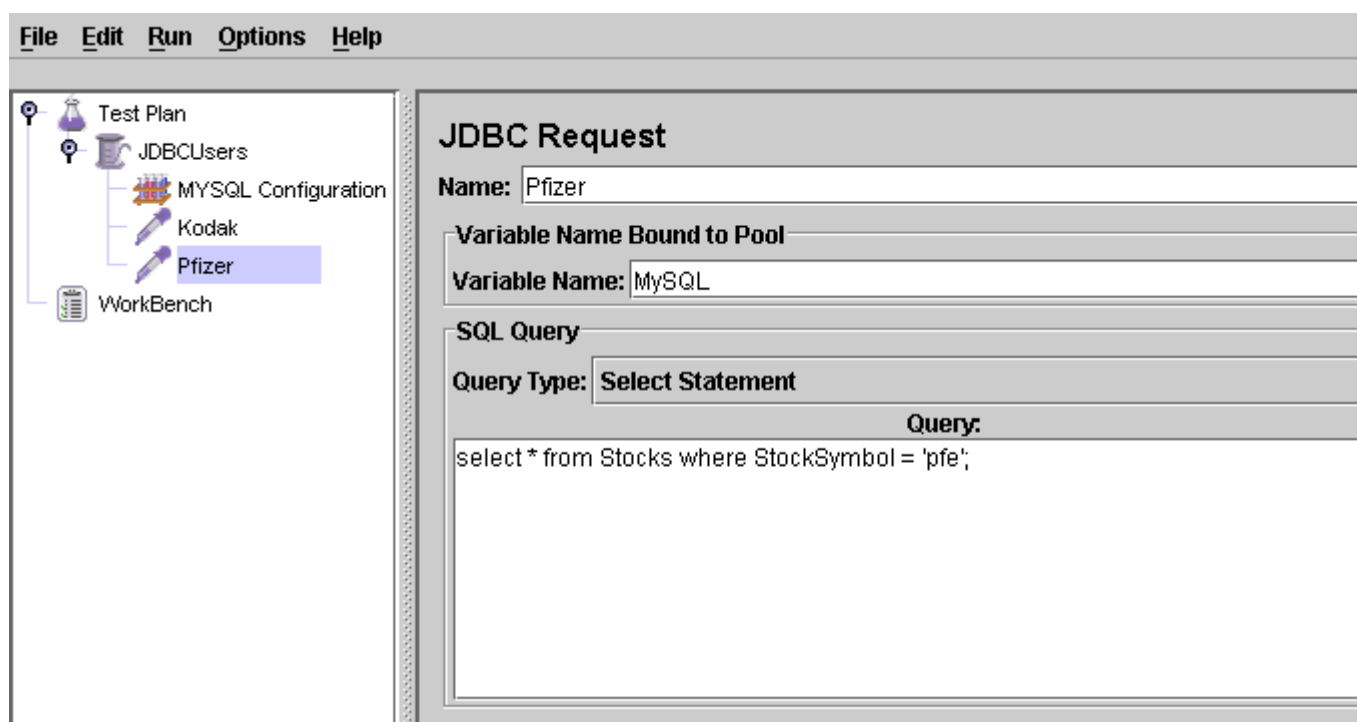 File Edit Run Options Help
Test Plan
JDBCUsers
MYSQL Configuration
Kodak
Pfizer
WorkBench
JDBC Request
Name: Pfizer
Variable Name Bound to Pool
Variable Name: MySQL
SQL Query
Query Type: Select Statement
Query:
select * from Stocks where StockSymbol = 'pfe';